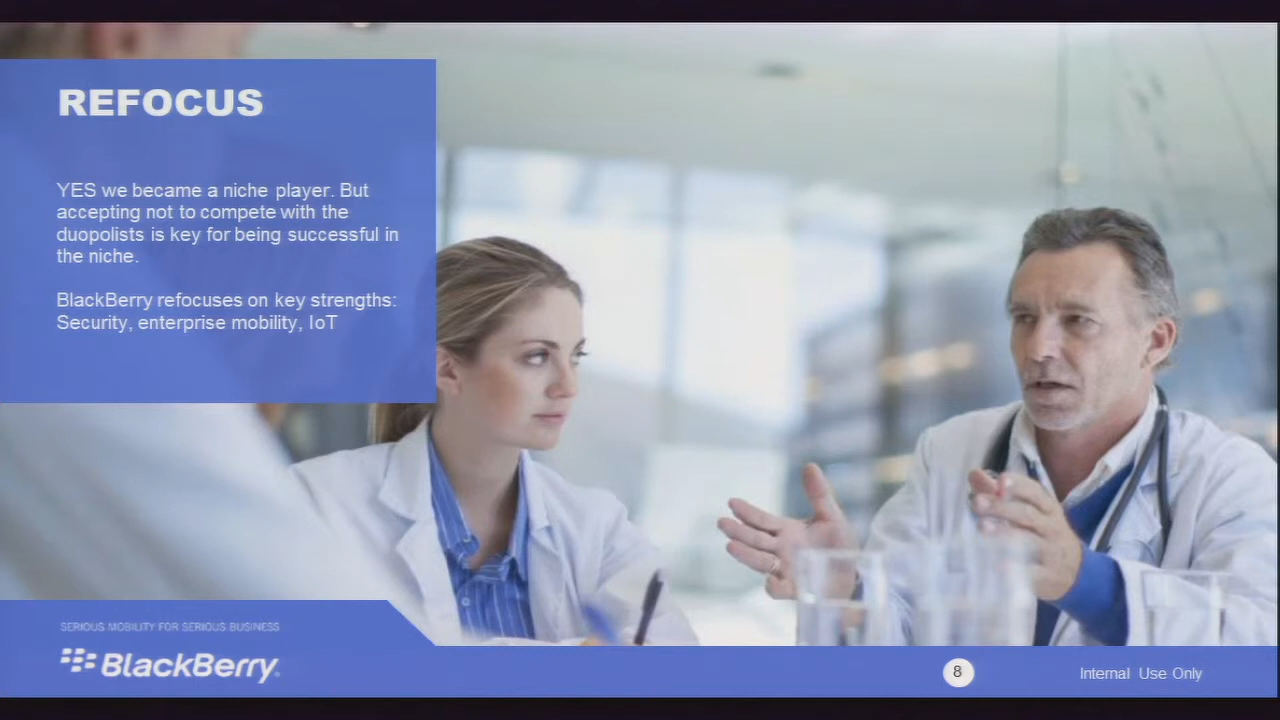 REFOCUS
YES we became a niche player. But
accepting not to compete with the
duopolists is key for being successful in
the niche.
BlackBerry refocuses on key strengths:
Security, enterprise mobility, IoT
SERIOUS MOBILITY FOR SERIOUS BUSINESS
BlackBerry
8
Internal Use Only